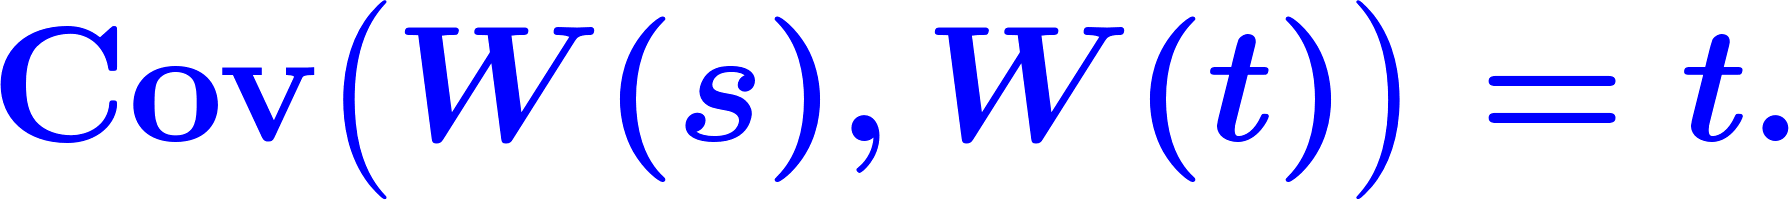 Cov(W(s), W(t)) = t.